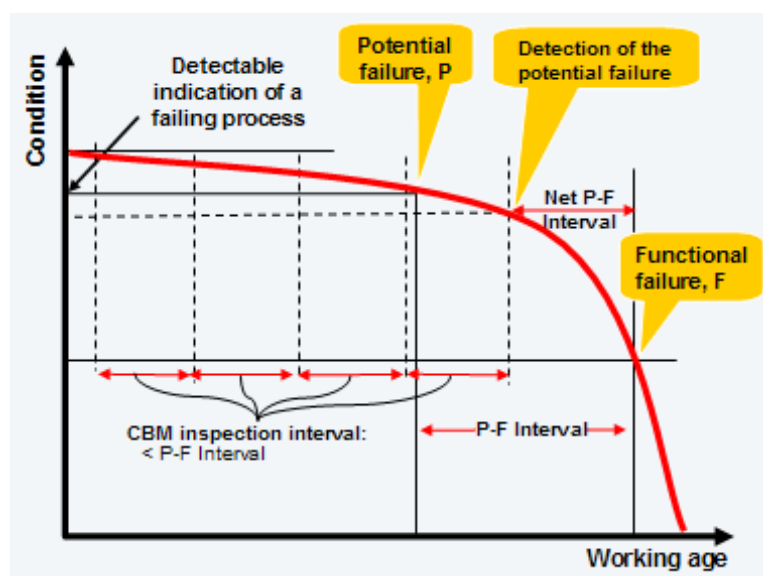 Condition
Detectable
indication of a
failing process
Potential
failure, P
Detection of the
potential failure
Net P-F
Interval
Functional
failure, F
CBM inspection interval:
< P-F Interval
P-F Interval
Working age